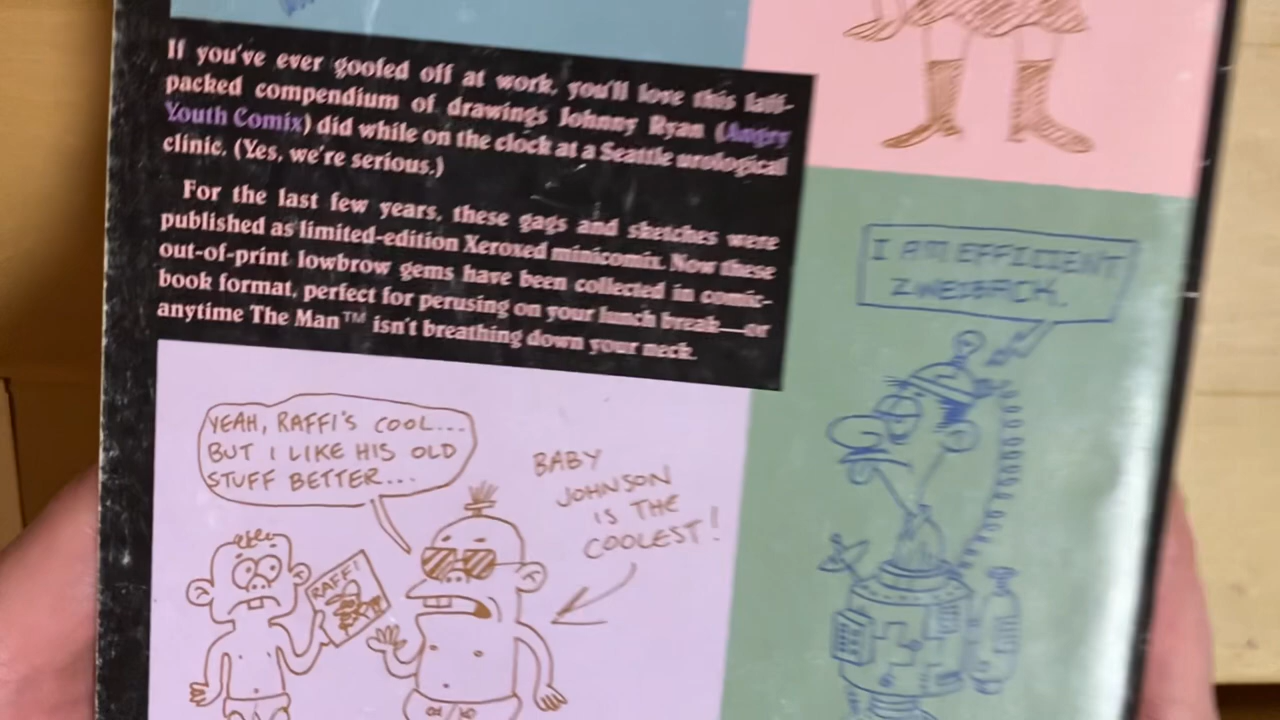 If you've ever goofed off at work, you'll love this laff-
packed compendium of drawings Johnny Ryan (Angry
Youth Comix) did while on the clock at a Seattle urological
clinic. (Yes, we're serious.)
For the last few years, these gags and sketches were
published as limited-edition Xeroxed minicomix. Now these
out-of-print lowbrow gems have been collected in comic-
book format, perfect for perusing on your lunch break—or
anytime The Man™ isn't breathing down your neck.
I AM EFFICIENT
ZWEIBACK.
YEAH, RAFFI'S COOL...
BUT I LIKE HIS OLD
STUFF BETTER...
BABY
JOHNSON
IS THE
COOLEST!
RAFFI